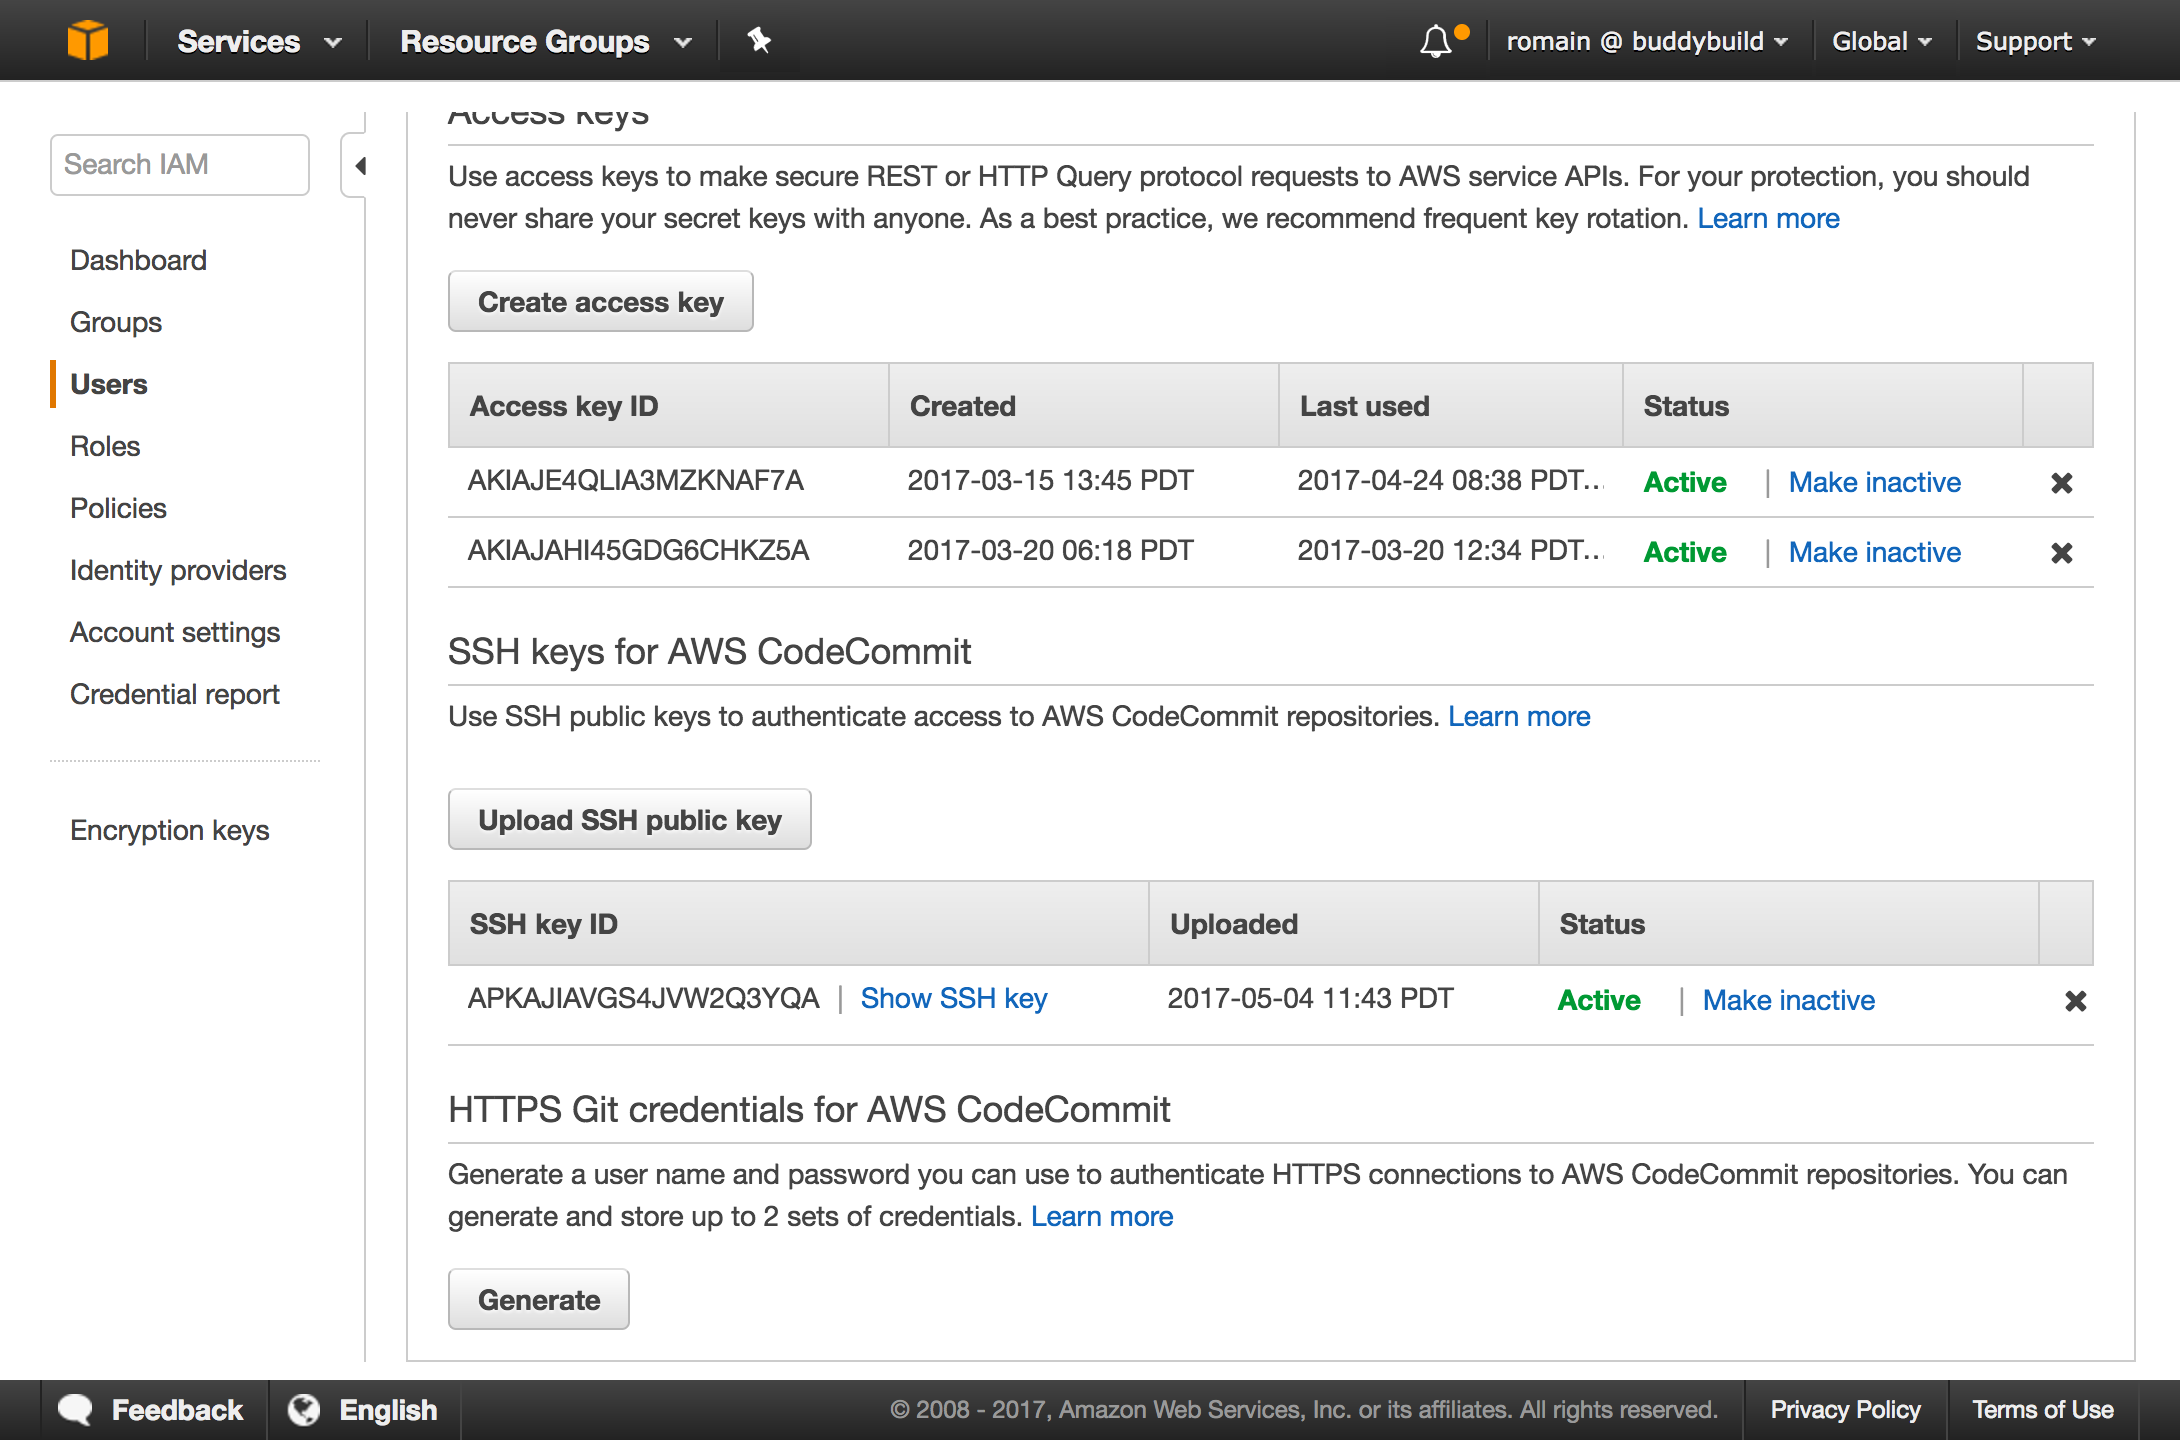 Services
Resource Groups
romain @ buddybuild
Global
Support
Search IAM
Dashboard
Groups
Users
Roles
Policies
Identity providers
Account settings
Credential report
Encryption keys
Access keys
Use access keys to make secure REST or HTTP Query protocol requests to AWS service APIs. For your protection, you should
never share your secret keys with anyone. As a best practice, we recommend frequent key rotation. Learn more
Create access key
Access key ID Created Last used Status
AKIAJE4QLIA3MZKNAF7A 2017-03-15 13:45 PDT 2017-04-24 08:38 PDT... Active | Make inactive
AKIAJAHI45GDG6CHKZ5A 2017-03-20 06:18 PDT 2017-03-20 12:34 PDT... Active | Make inactive
SSH keys for AWS CodeCommit
Use SSH public keys to authenticate access to AWS CodeCommit repositories. Learn more
Upload SSH public key
SSH key ID Uploaded Status
APKAJIAVGS4JVW2Q3YQA | Show SSH key 2017-05-04 11:43 PDT Active | Make inactive
HTTPS Git credentials for AWS CodeCommit
Generate a user name and password you can use to authenticate HTTPS connections to AWS CodeCommit repositories. You can
generate and store up to 2 sets of credentials. Learn more
Generate
Feedback
English
© 2008 - 2017, Amazon Web Services, Inc. or its affiliates. All rights reserved.
Privacy Policy
Terms of Use